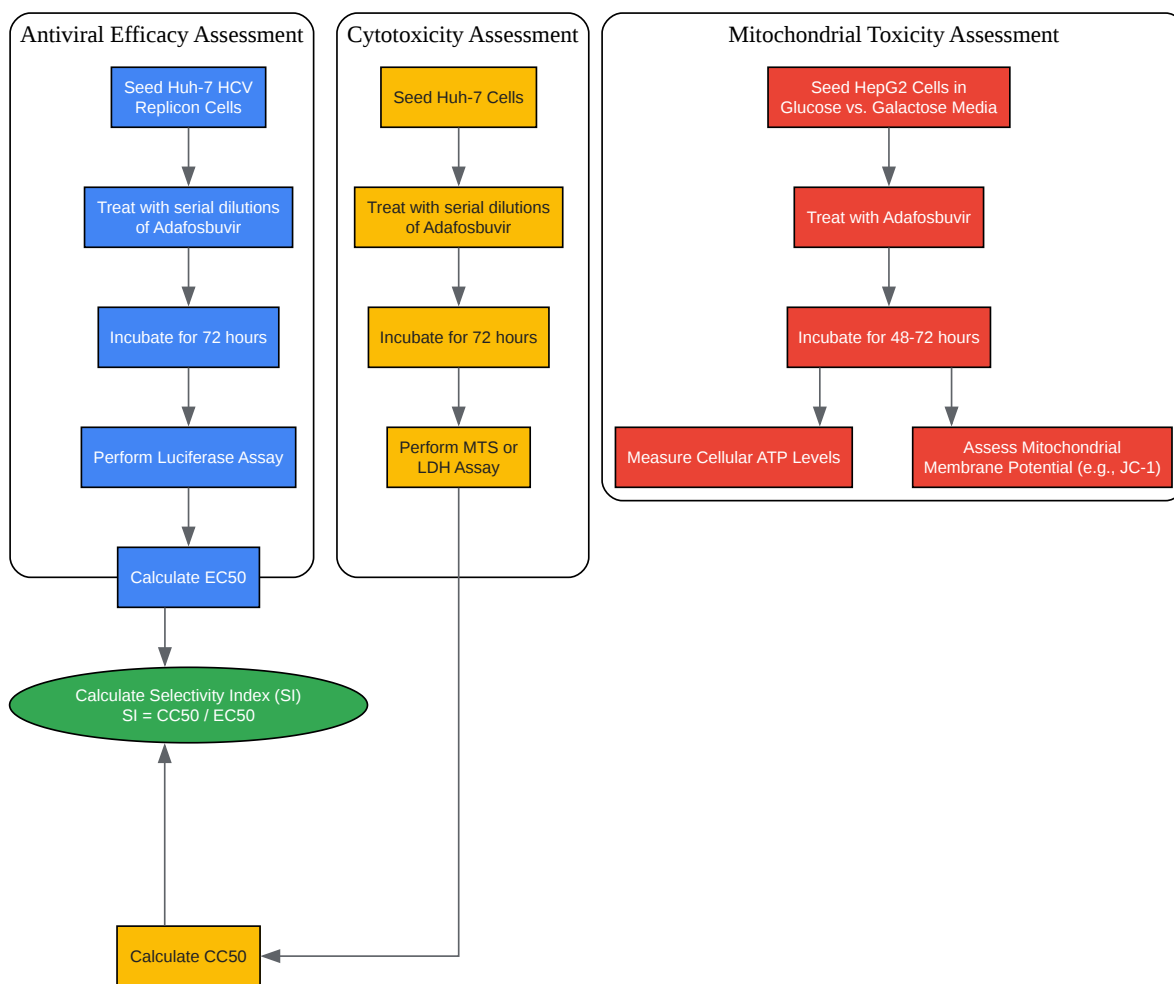 Antiviral Efficacy Assessment
Seed Huh-7 HCV
Replicon Cells
Treat with serial dilutions
of Adafosbuvir
Incubate for 72 hours
Perform Luciferase Assay
Calculate EC50
Calculate Selectivity Index (SI)
SI = CC50 / EC50
Calculate CC50
Cytotoxicity Assessment
Seed Huh-7 Cells
Treat with serial dilutions
of Adafosbuvir
Incubate for 72 hours
Perform MTS or
LDH Assay
Mitochondrial Toxicity Assessment
Seed HepG2 Cells in
Glucose vs. Galactose Media
Treat with Adafosbuvir
Incubate for 48-72 hours
Measure Cellular ATP Levels
Assess Mitochondrial
Membrane Potential (e.g., JC-1)